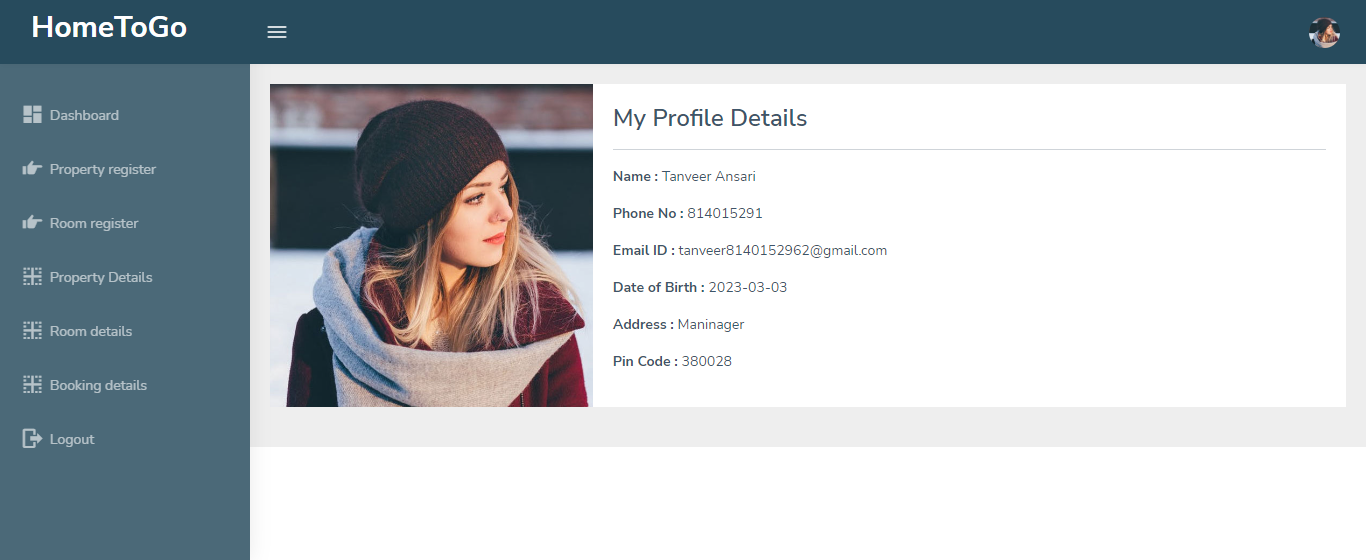 HomeToGo
Dashboard
Property register
Room register
Property Details
Room details
Booking details
Logout
My Profile Details
Name : Tanveer Ansari
Phone No : 814015291
Email ID : tanveer8140152962@gmail.com
Date of Birth : 2023-03-03
Address : Maninager
Pin Code : 380028